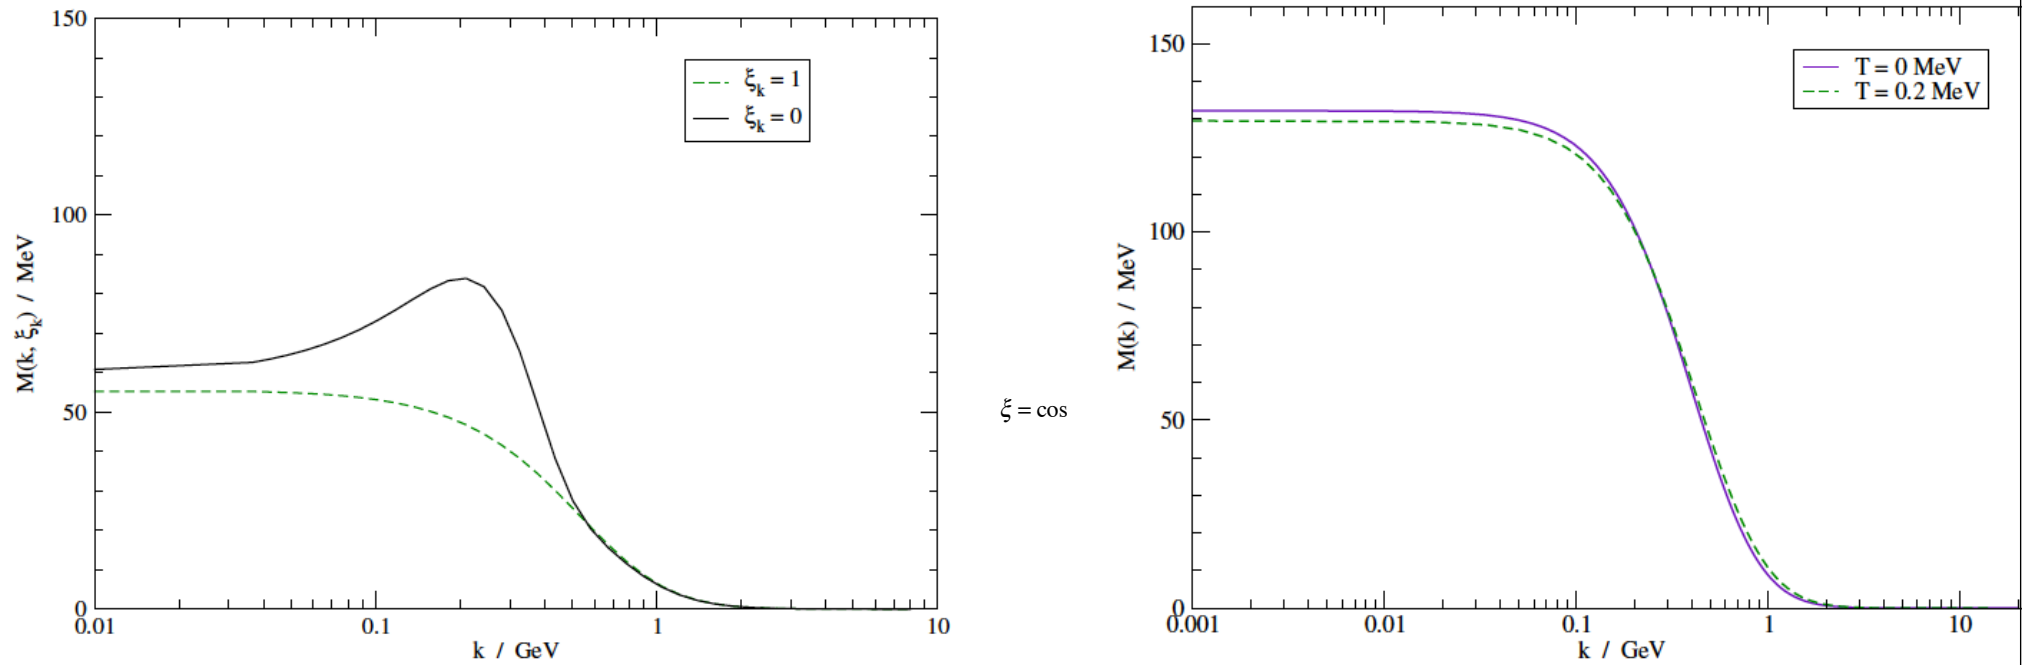 150
100
50
0
0.01
0.1
1
10
k / GeV
M(k, ξk) / MeV
ξk = 1
ξk = 0
ξ = cos
150
100
50
0
0.001
0.01
0.1
1
10
k / GeV
M(k) / MeV
T = 0 MeV
T = 0.2 MeV